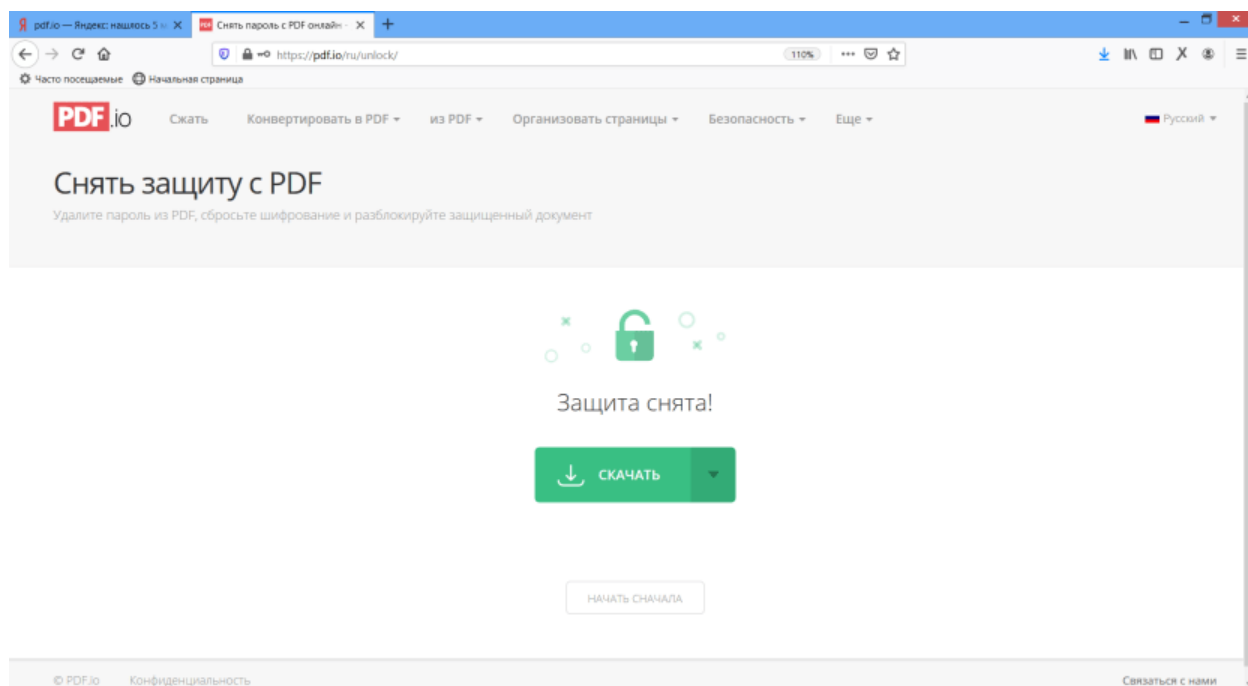 Я pdf.io — Яндекс: нашлось 5
PDF Снять пароль с PDF онлайн -
https://pdf.io/ru/unlock/
110%
Часто посещаемые Начальная страница
PDF.io Сжать Конвертировать в PDF из PDF Организовать страницы Безопасность Еще Русский
Снять защиту с PDF
Удалите пароль из PDF, сбросьте шифрование и разблокируйте защищенный документ
Защита снята!
СКАЧАТЬ
НАЧАТЬ СНАЧАЛА
© PDF.io Конфиденциальность Связаться с нами